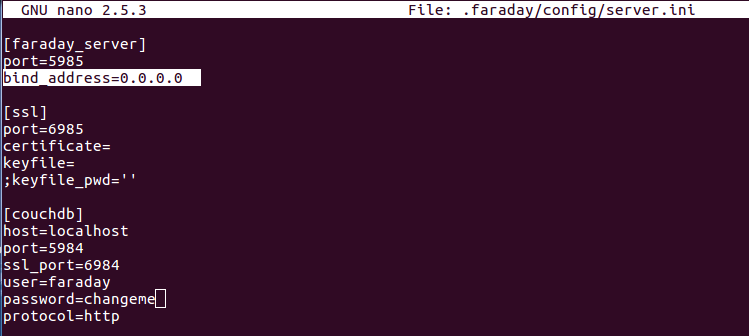 GNU nano 2.5.3 File: .faraday/config/server.ini
[faraday_server]
port=5985
bind_address=0.0.0.0
[ssl]
port=6985
certificate=
keyfile=
;keyfile_pwd=''
[couchdb]
host=localhost
port=5984
ssl_port=6984
user=faraday
password=changeme
protocol=http